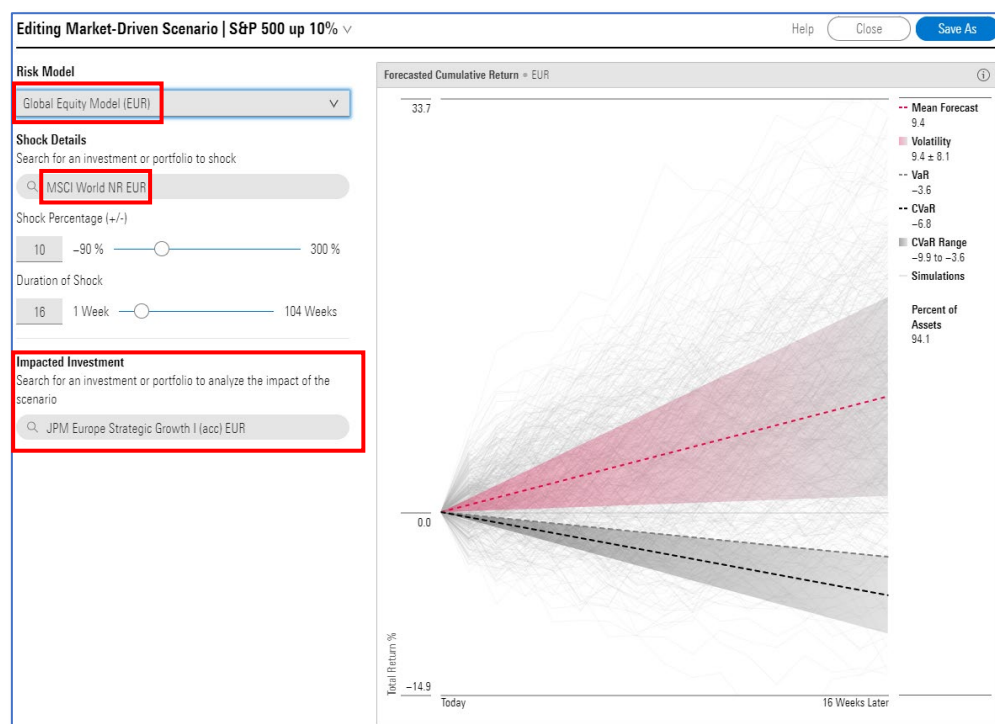 Editing Market-Driven Scenario | S&P 500 up 10%
Help
Close
Save As
Risk Model
Global Equity Model (EUR)
Shock Details
Search for an investment or portfolio to shock
MSCI World NR EUR
Shock Percentage (+/-)
10
−90 %
300 %
Duration of Shock
16
1 Week
104 Weeks
Impacted Investment
Search for an investment or portfolio to analyze the impact of the
scenario
JPM Europe Strategic Growth I (acc) EUR
Forecasted Cumulative Return • EUR
33.7
0.0
−14.9
Total Return %
Today
16 Weeks Later
Mean Forecast
9.4
Volatility
9.4 ± 8.1
VaR
−3.6
CVaR
−6.8
CVaR Range
−9.9 to −3.6
Simulations
Percent of
Assets
94.1